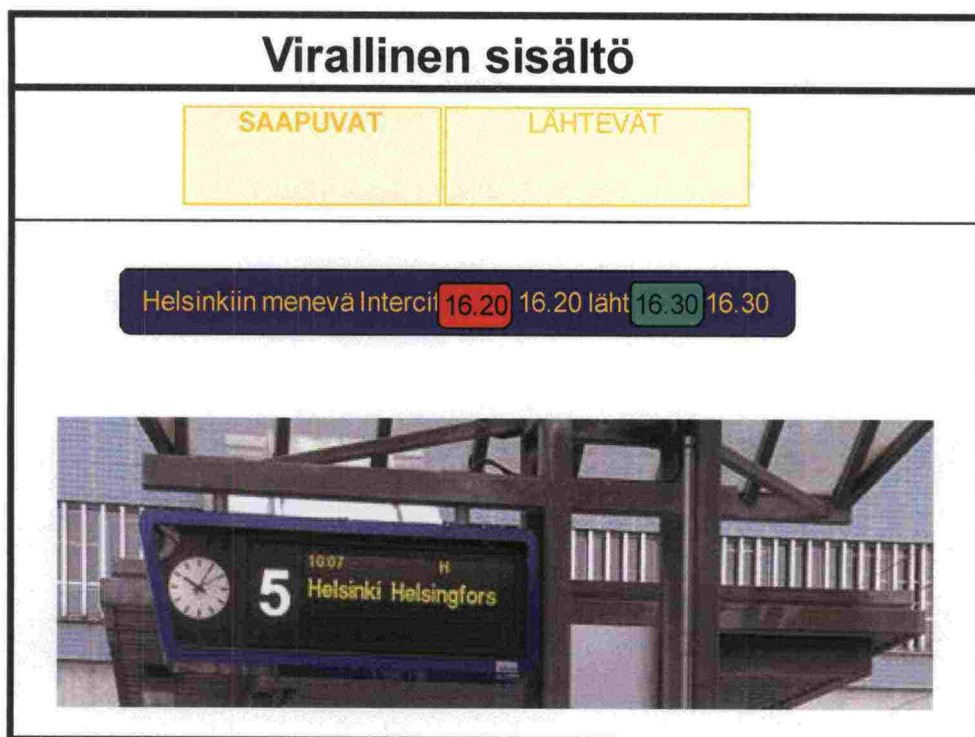 Virallinen sisältö
SAAPUVAT LÄHTEVÄT
Helsinkiin menevä Intercit 16.20 16.20 läht 16.30 16.30
10:07 H
5 Helsinki Helsingfors